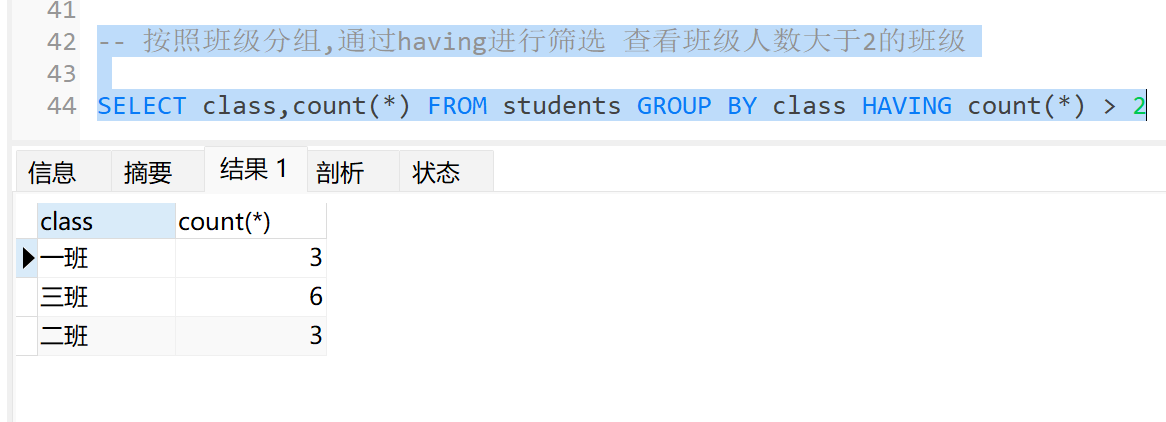 41
42 -- 按照班级分组,通过having进行筛选 查看班级人数大于2的班级
43
44 SELECT class,count(*) FROM students GROUP BY class HAVING count(*) > 2
信息 摘要 结果 1 剖析 状态
class count(*)
一班 3
三班 6
二班 3